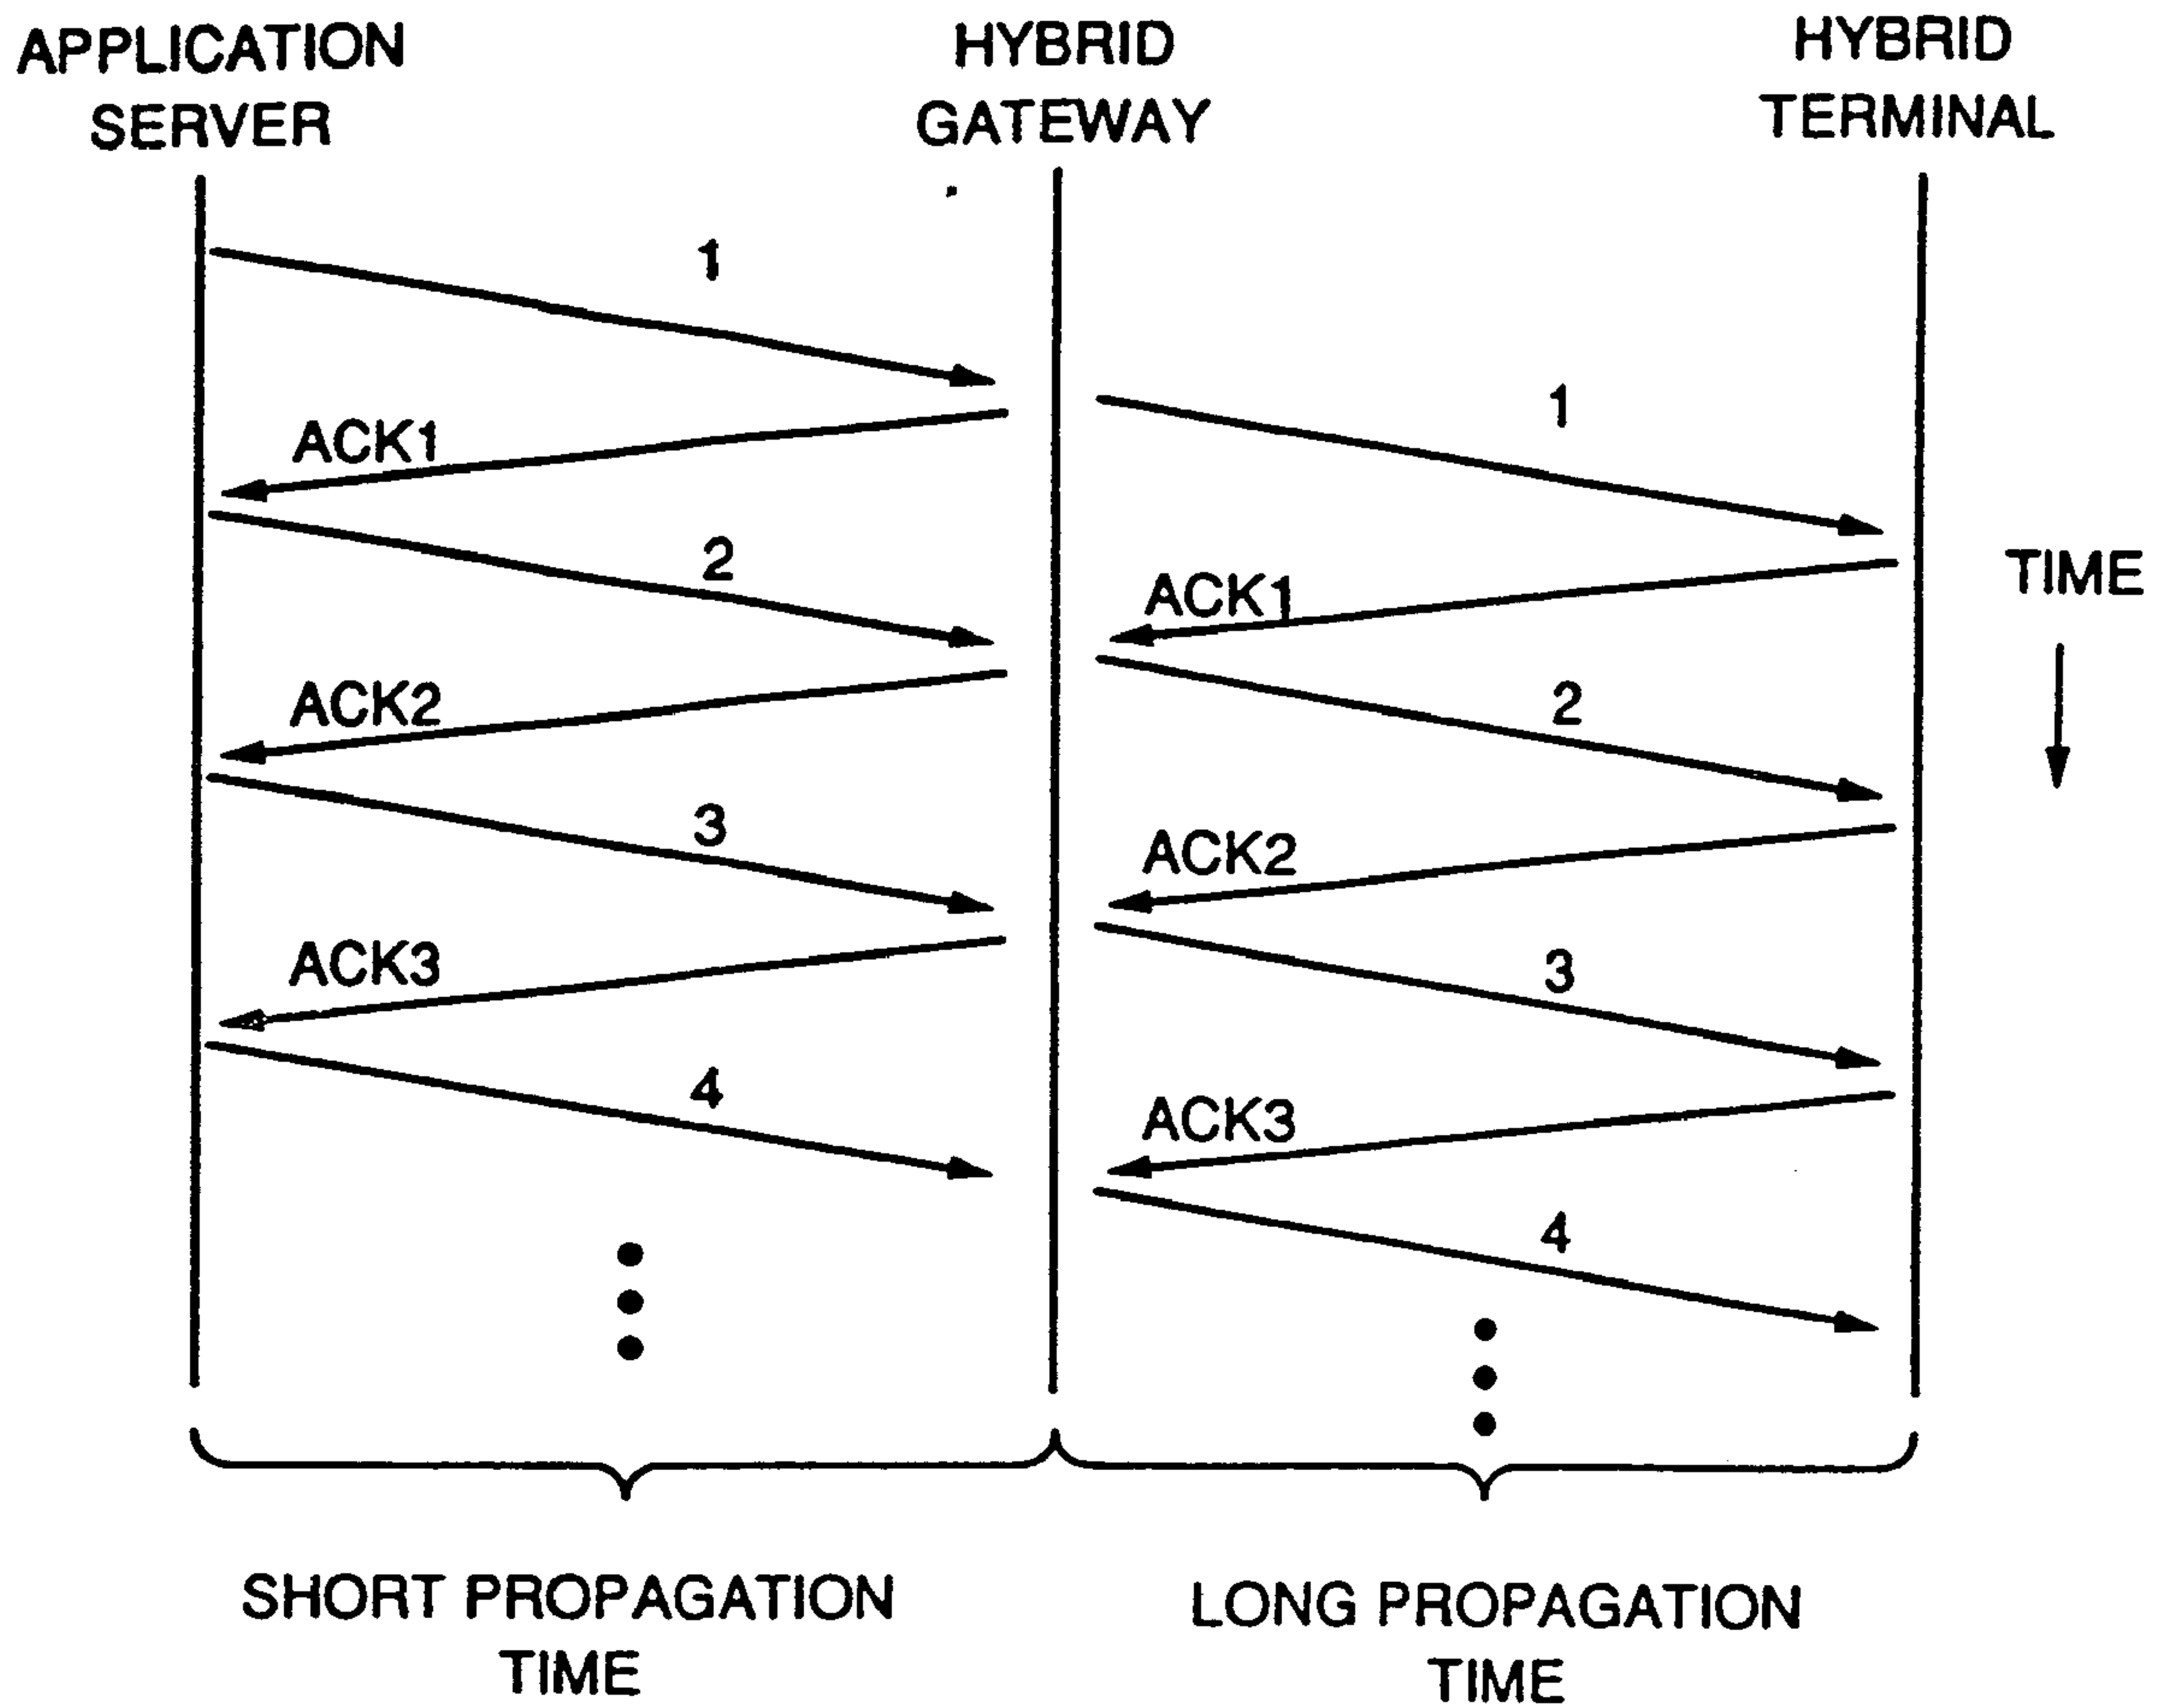 APPLICATION
SERVER
HYBRID
GATEWAY
HYBRID
TERMINAL
1
1
ACK1
2
ACK1
TIME
ACK2
2
3
ACK2
ACK3
3
4
ACK3
4
SHORT PROPAGATION
TIME
LONG PROPAGATION
TIME